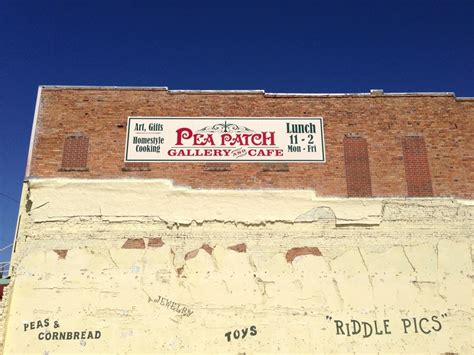 Art, Gifts
Homestyle
Cooking
PEA PATCH
GALLERY AND CAFE
Lunch
11 - 2
Mon - Fri
JEWELRY
PEAS &
CORNBREAD
TOYS
"RIDDLE PICS"